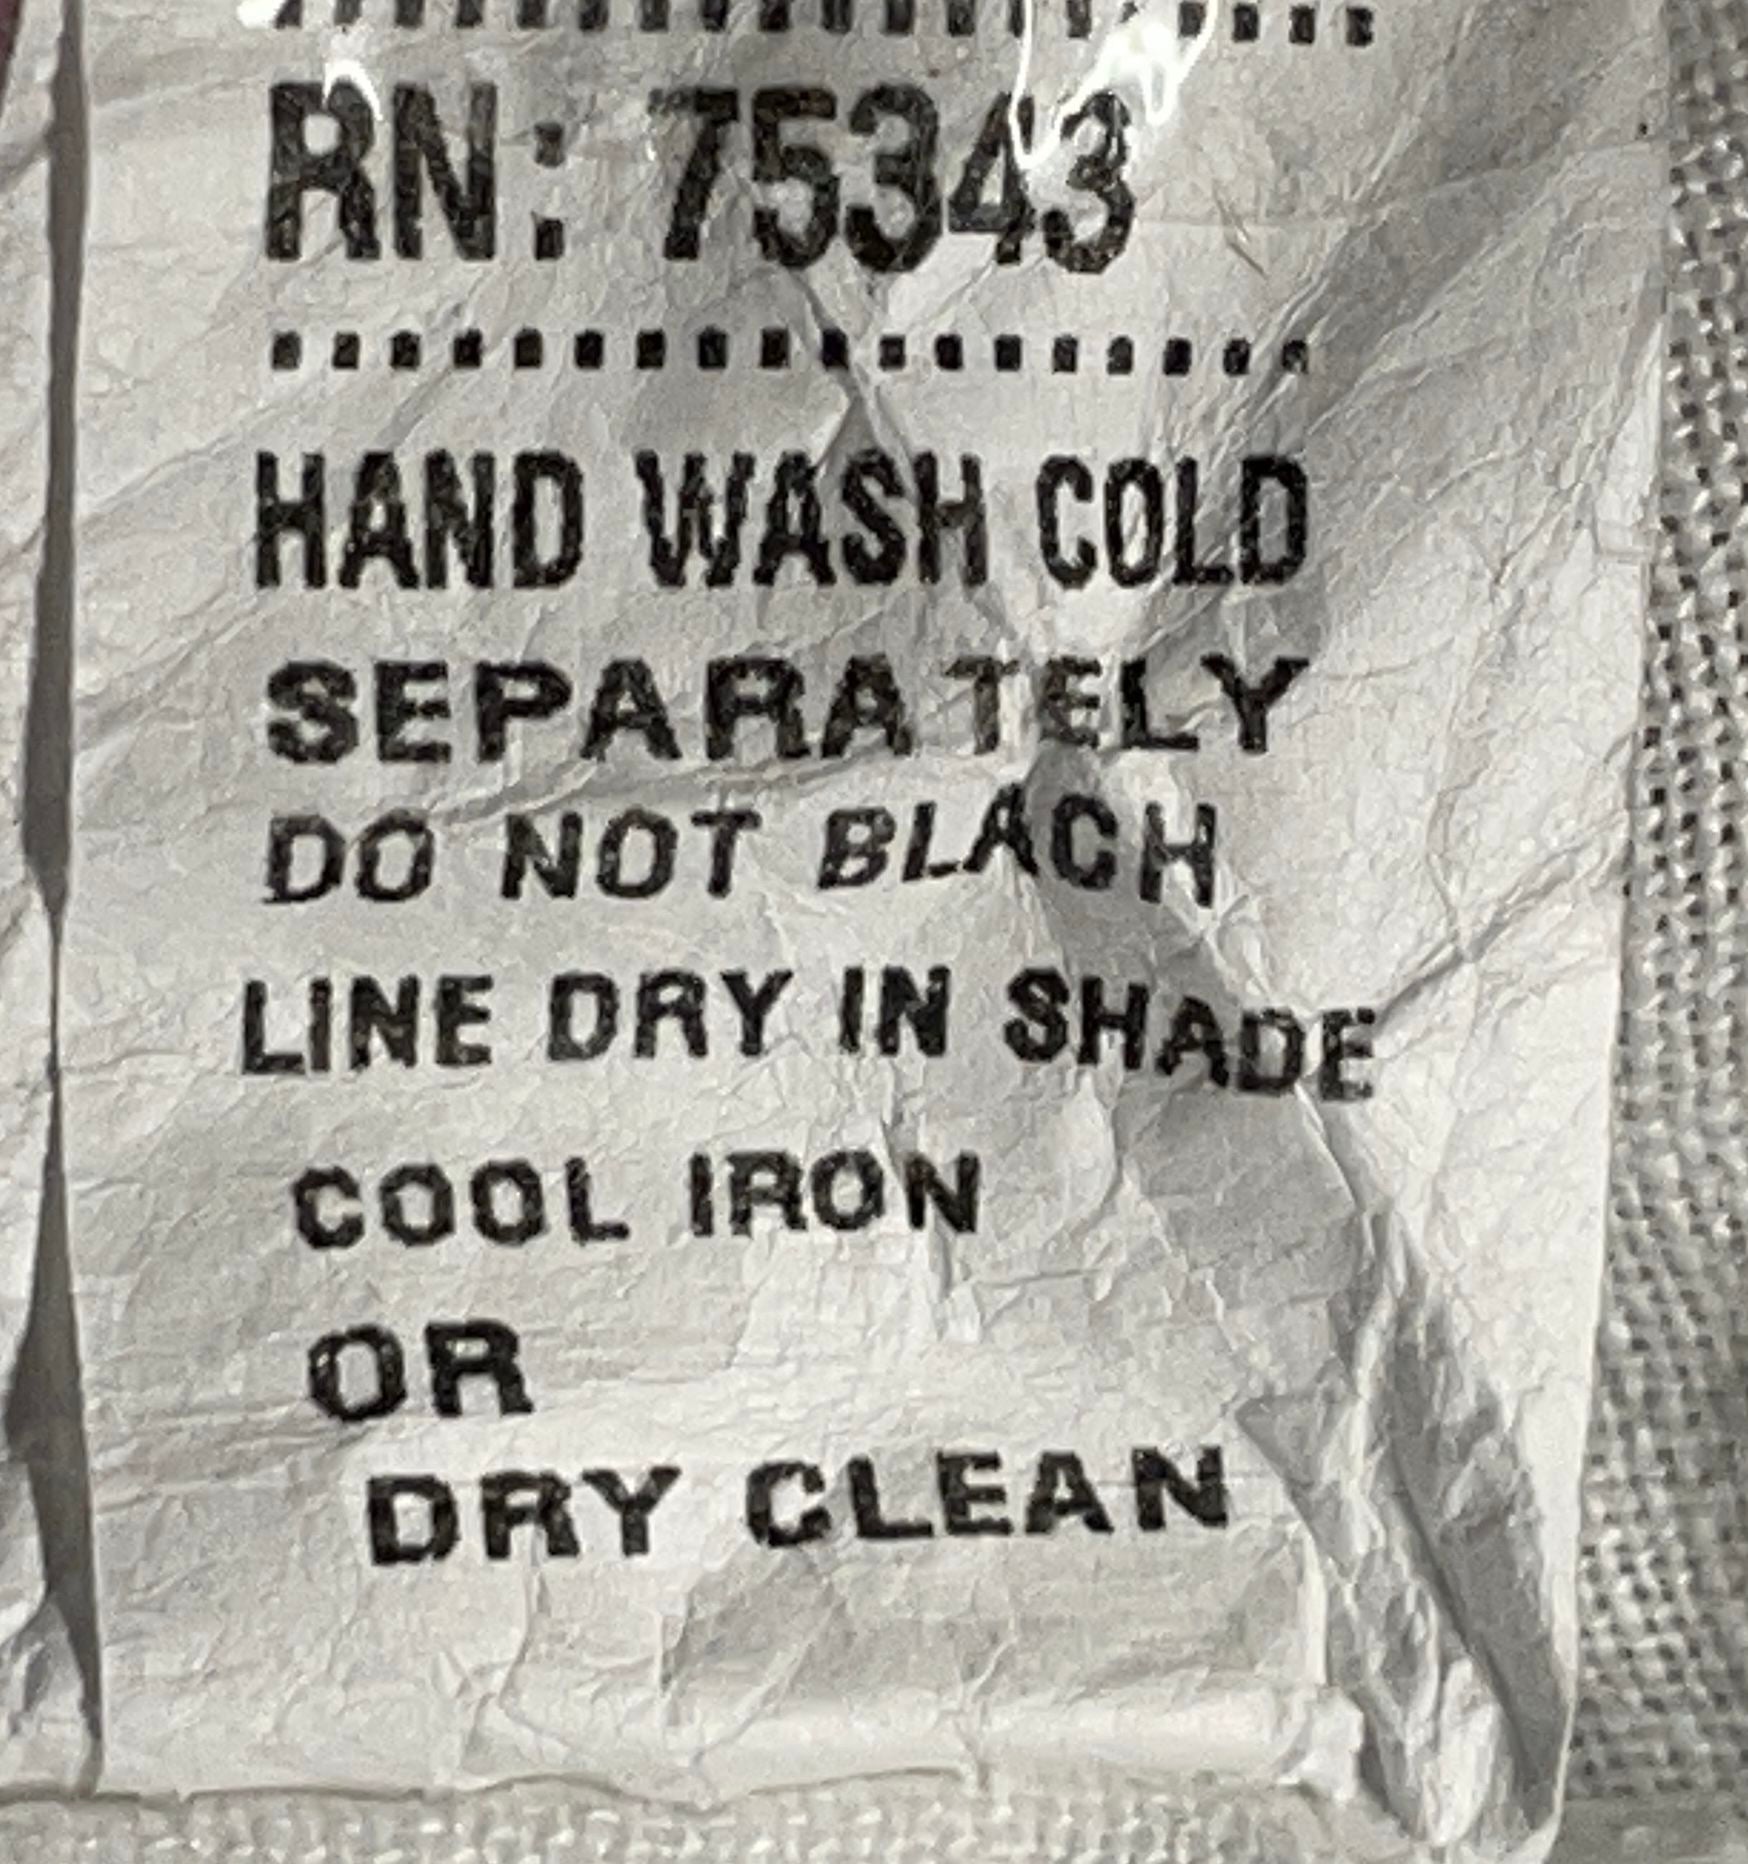 RN: 75343
HAND WASH COLD
SEPARATELY
DO NOT BLACH
LINE DRY IN SHADE
COOL IRON
OR
DRY CLEAN